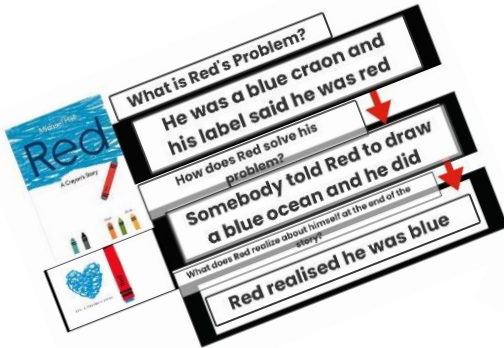 What is Red's Problem?
He was a blue craon and
his label said he was red
How does Red solve his
problem?
Somebody told Red to draw
a blue ocean and he did
What does Red realize about himself at the end of the
story?
Red realised he was blue
Michael Hall
Red
A Crayon's Story